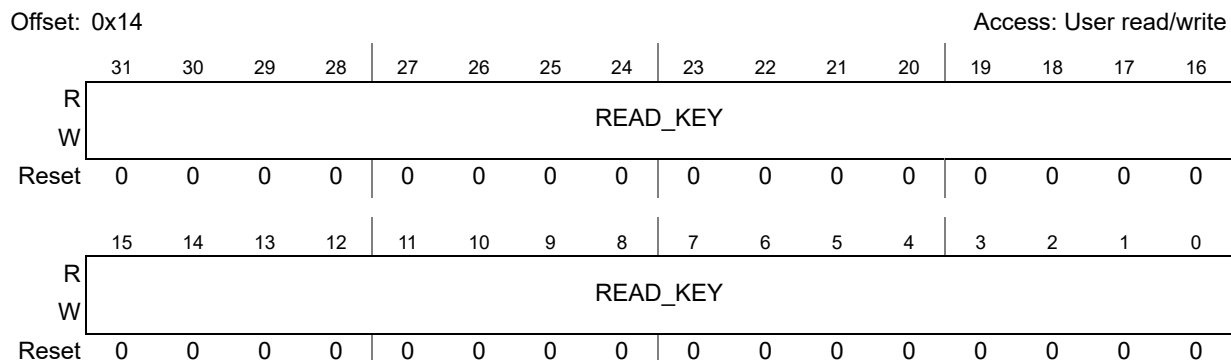 Offset: 0x14 Access: User read/write
31 30 29 28 27 26 25 24 23 22 21 20 19 18 17 16
R
READ_KEY
W
Reset 0 0 0 0 0 0 0 0 0 0 0 0 0 0 0 0
15 14 13 12 11 10 9 8 7 6 5 4 3 2 1 0
R
READ_KEY
W
Reset 0 0 0 0 0 0 0 0 0 0 0 0 0 0 0 0